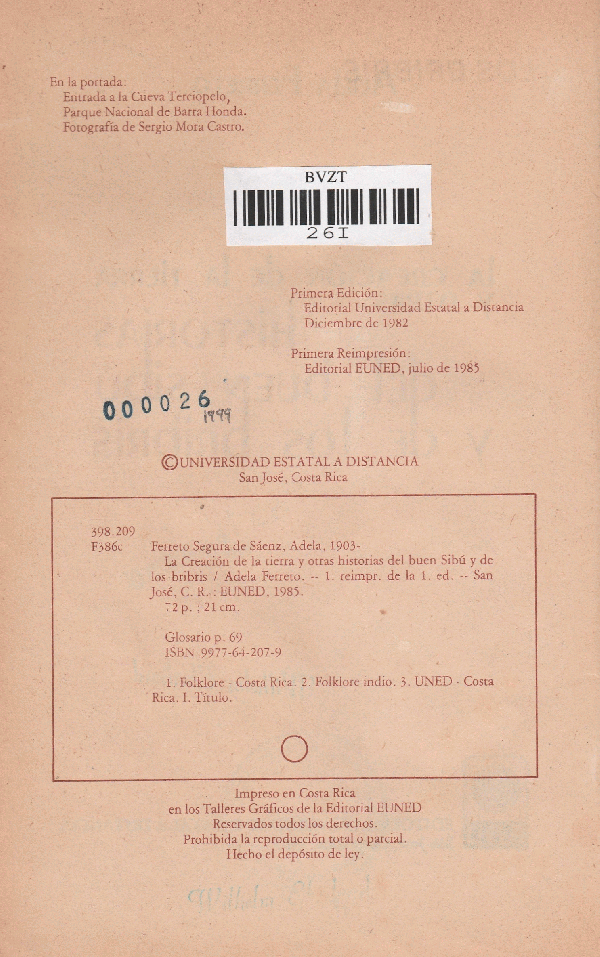 En la portada:
Entrada a la Cueva Terciopelo,
Parque Nacional de Barra Honda.
Fotografía de Sergio Mora Castro.
BVZT
261
Primera Edición:
Editorial Universidad Estatal a Distancia
Diciembre de 1982
Primera Reimpresión:
Editorial EUNED, julio de 1985
000026
1999
© UNIVERSIDAD ESTATAL A DISTANCIA
San José, Costa Rica
398.209
F386c Ferreto Segura de Sáenz, Adela, 1903-
La Creación de la tierra y otras historias del buen Sibú y de
los bribris / Adela Ferreto. -- 1. reimpr. de la 1. ed. -- San
José, C. R. : EUNED, 1985.
72 p. ; 21 cm.
Glosario p. 69
ISBN 9977-64-207-9
1. Folklore - Costa Rica. 2. Folklore indio. 3. UNED - Costa
Rica. I. Título.
Impreso en Costa Rica
en los Talleres Gráficos de la Editorial EUNED
Reservados todos los derechos.
Prohibida la reproducción total o parcial.
Hecho el depósito de ley.